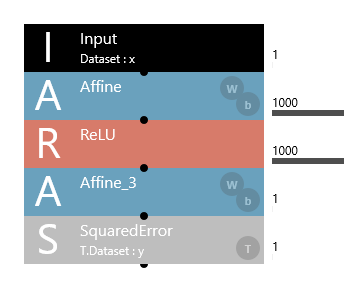 I Input 1
Dataset : x
A Affine W b 1000
R ReLU 1000
A Affine_3 W b 1
S SquaredError 1
T.Dataset : y T